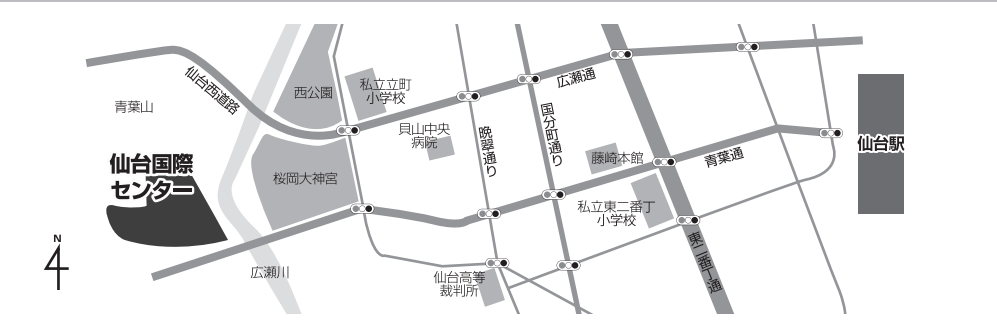 仙台西道路
西公園
私立立町
小学校
広瀬通
青葉山
貝山中央
病院
晩翠通り
国分町通り
藤崎本館
青葉通
仙台駅
仙台国際
センター
桜岡大神宮
私立東二番丁
小学校
東二番丁通
N
広瀬川
仙台高等
裁判所